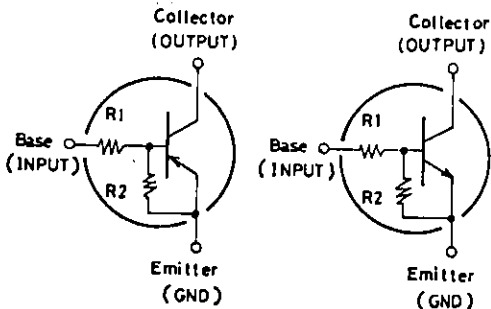 Collector
(OUTPUT)
R1
Base
(INPUT)
R2
Emitter
(GND)
Collector
(OUTPUT)
R1
Base
(INPUT)
R2
Emitter
(GND)